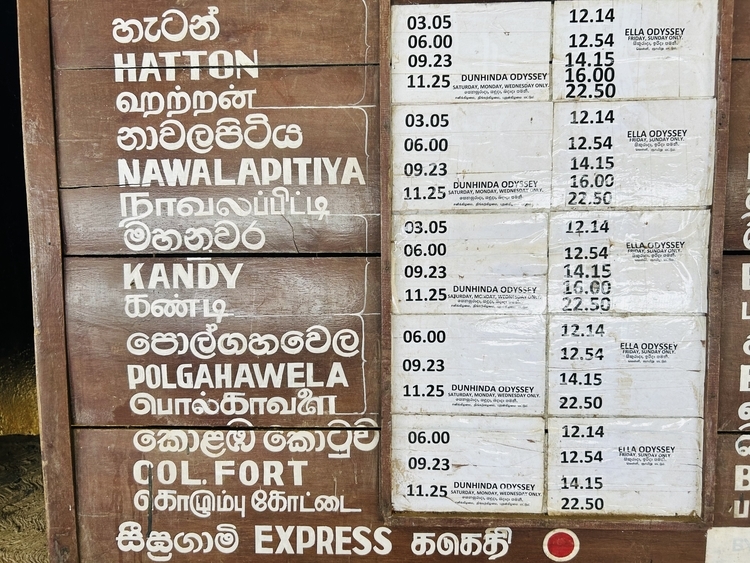 හැටන්
HATTON
ஹற்றன்
03.05
06.00
09.23
11.25 DUNHINDA ODYSSEY
SATURDAY, MONDAY, WEDNESDAY ONLY.
12.14
12.54 ELLA ODYSSEY
FRIDAY, SUNDAY ONLY.
14.15
16.00
22.50
නාවලපිටිය
NAWALAPITIYA
நாவலப்பிட்டி
03.05
06.00
09.23
11.25 DUNHINDA ODYSSEY
SATURDAY, MONDAY, WEDNESDAY ONLY.
12.14
12.54 ELLA ODYSSEY
FRIDAY, SUNDAY ONLY.
14.15
16.00
22.50
මහනුවර
KANDY
கண்டி
03.05
06.00
09.23
11.25 DUNHINDA ODYSSEY
SATURDAY, MONDAY, WEDNESDAY ONLY.
12.14
12.54 ELLA ODYSSEY
FRIDAY, SUNDAY ONLY.
14.15
16.00
22.50
පොල්ගහවෙල
POLGAHAWELA
பொல்காவளை
06.00
09.23
11.25 DUNHINDA ODYSSEY
SATURDAY, MONDAY, WEDNESDAY ONLY.
12.14
12.54 ELLA ODYSSEY
FRIDAY, SUNDAY ONLY.
14.15
22.50
කොළඹ කොටුව
COL. FORT
கொழும்பு கோட்டை
06.00
09.23
11.25 DUNHINDA ODYSSEY
SATURDAY, MONDAY, WEDNESDAY ONLY.
12.14
12.54 ELLA ODYSSEY
FRIDAY, SUNDAY ONLY.
14.15
22.50
සීඝ්‍රගාමී EXPRESS கடுகதி